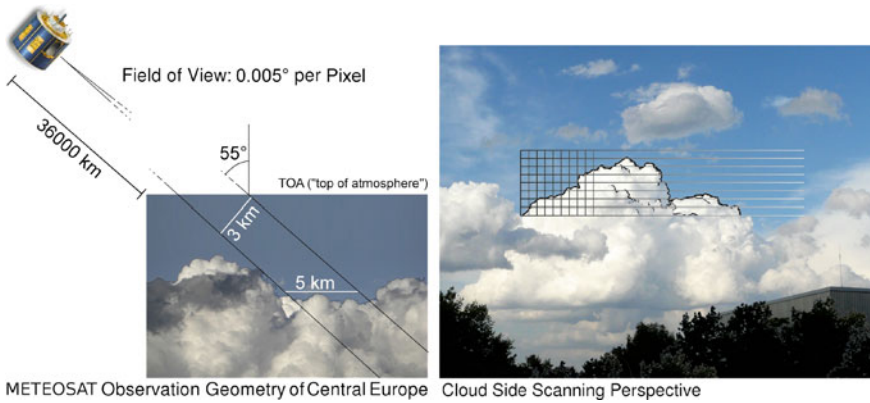 Field of View: 0.005° per Pixel
36000 km
55°
TOA ("top of atmosphere")
3 km
5 km
METEOSAT Observation Geometry of Central Europe
Cloud Side Scanning Perspective